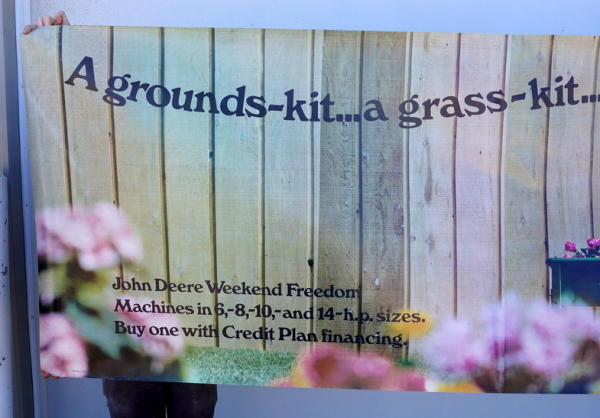 A grounds-kit...a grass-kit...
John Deere Weekend Freedom
Machines in 6,-8,-10,-and 14-h.p. sizes.
Buy one with Credit Plan financing.